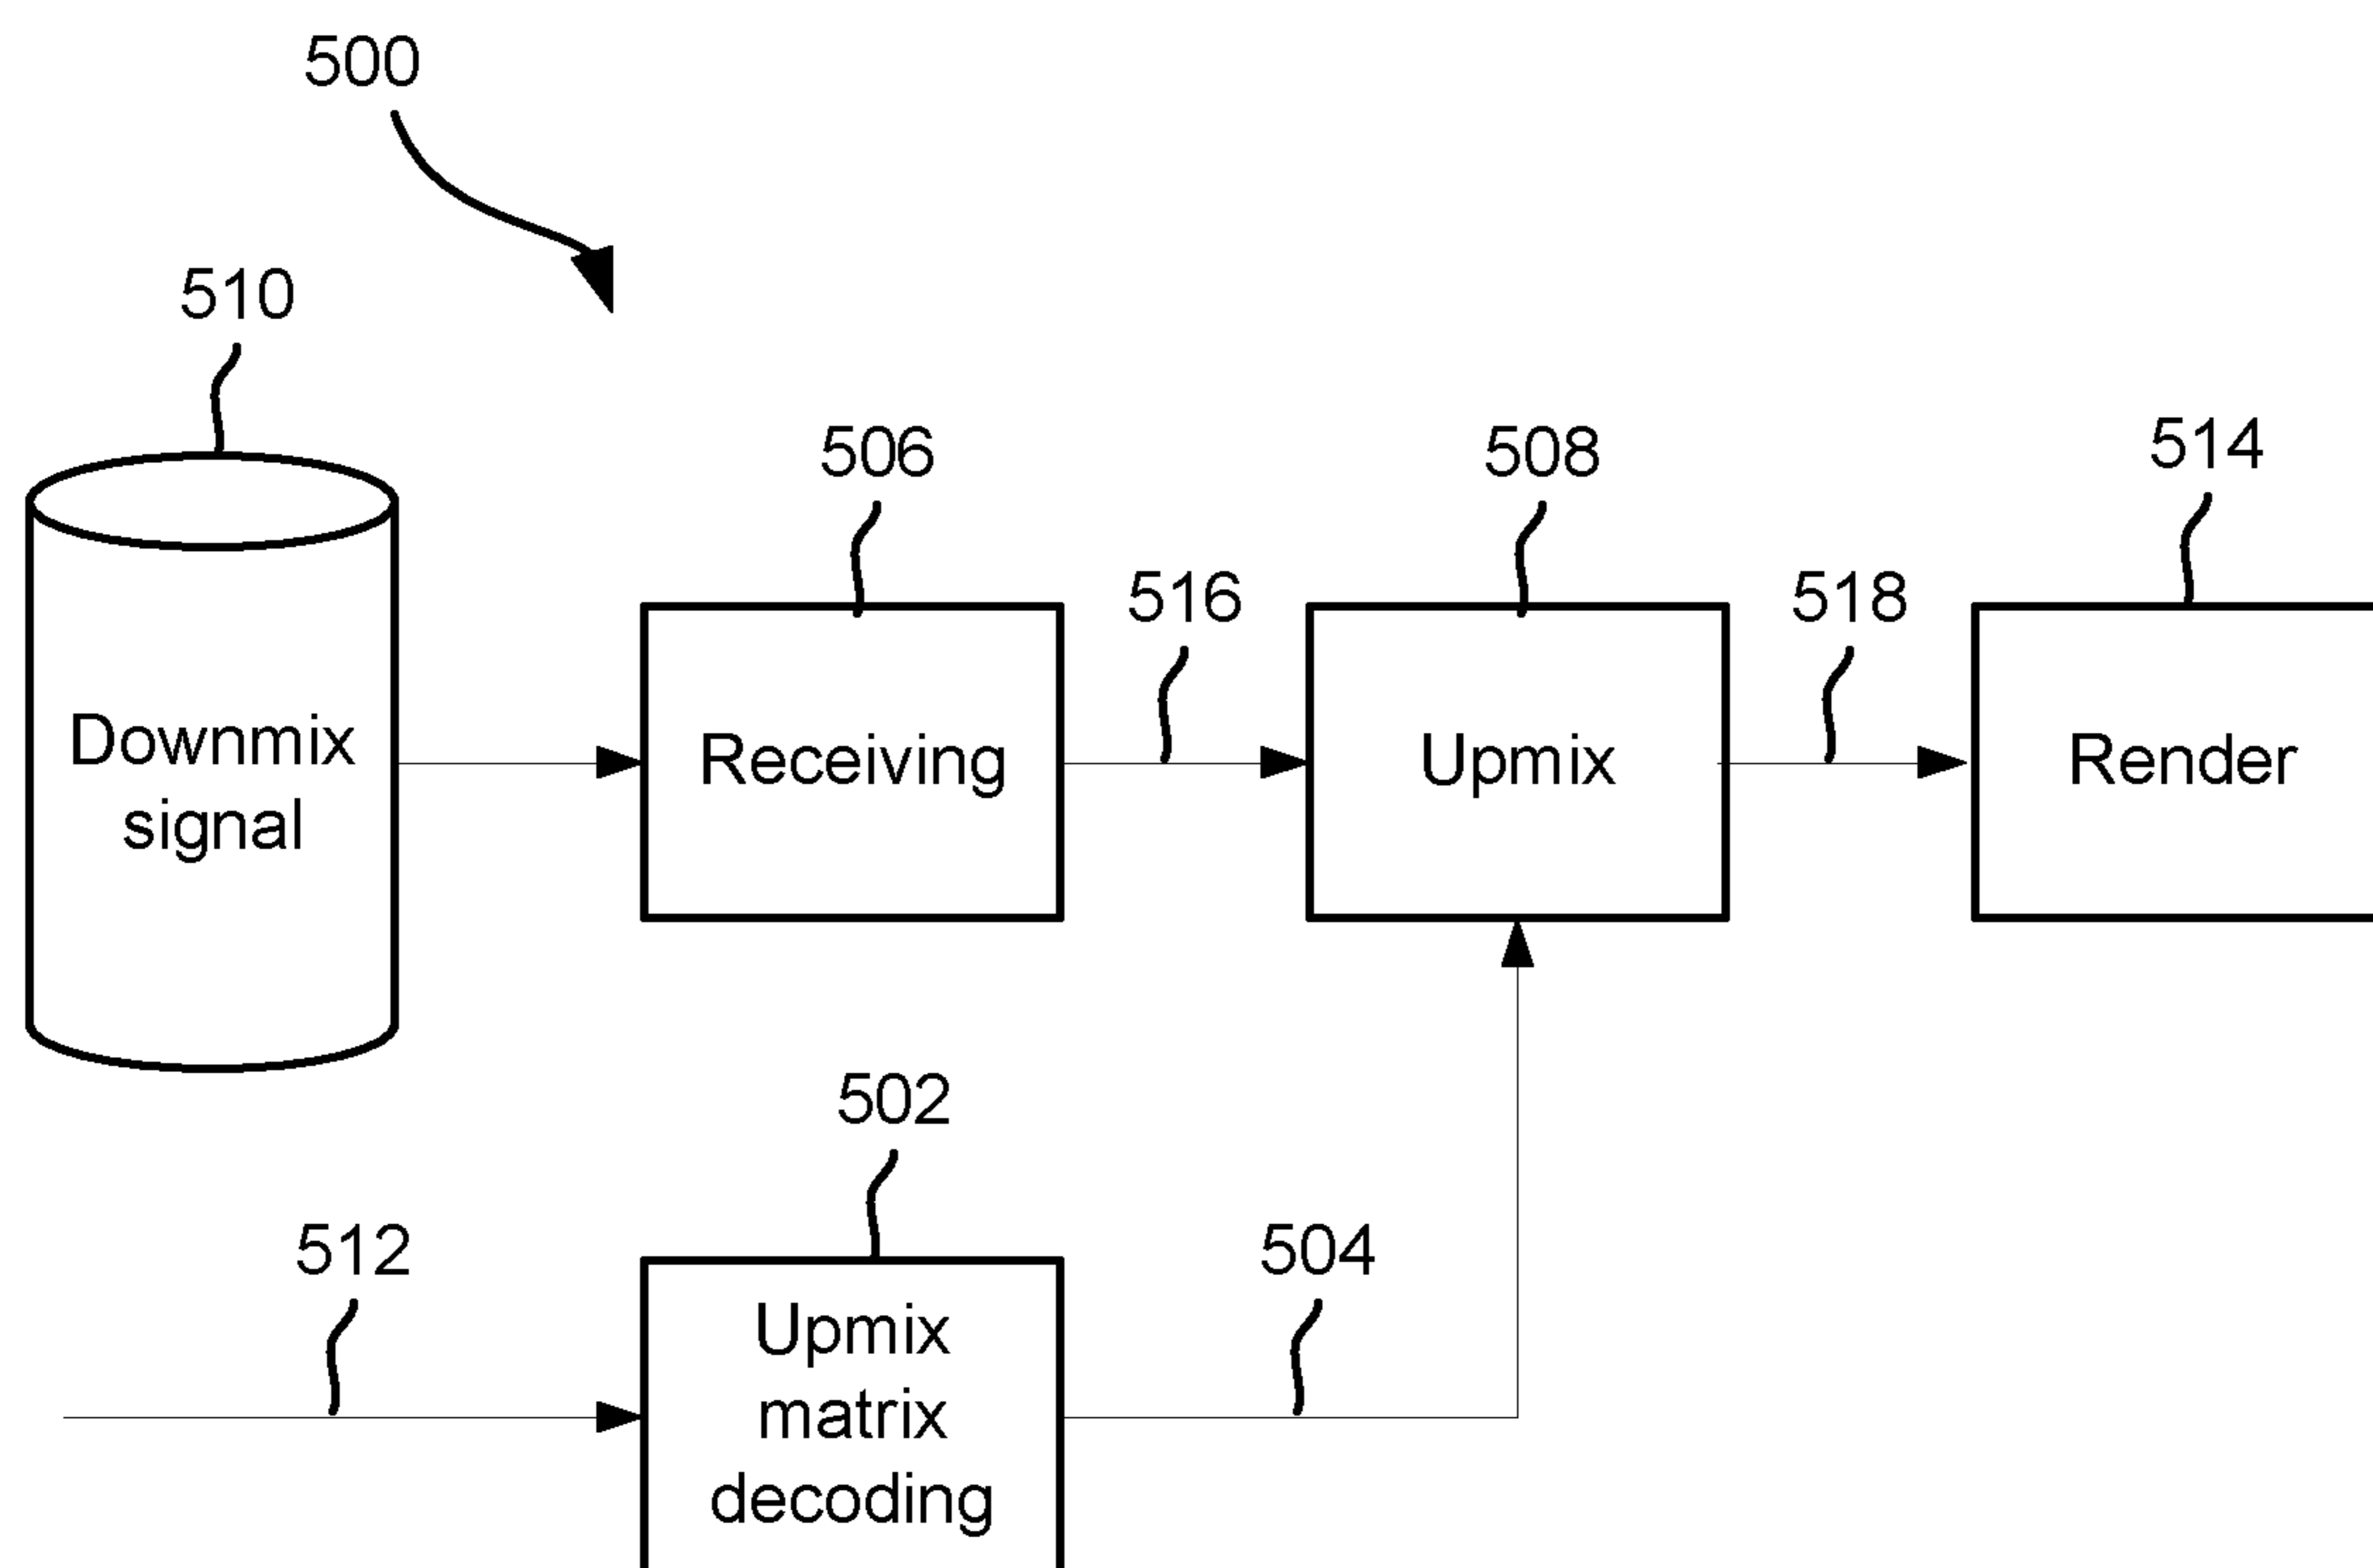 500
510
506
508
514
516
518
Downmix
signal
Receiving
Upmix
Render
502
512
504
Upmix
matrix
decoding